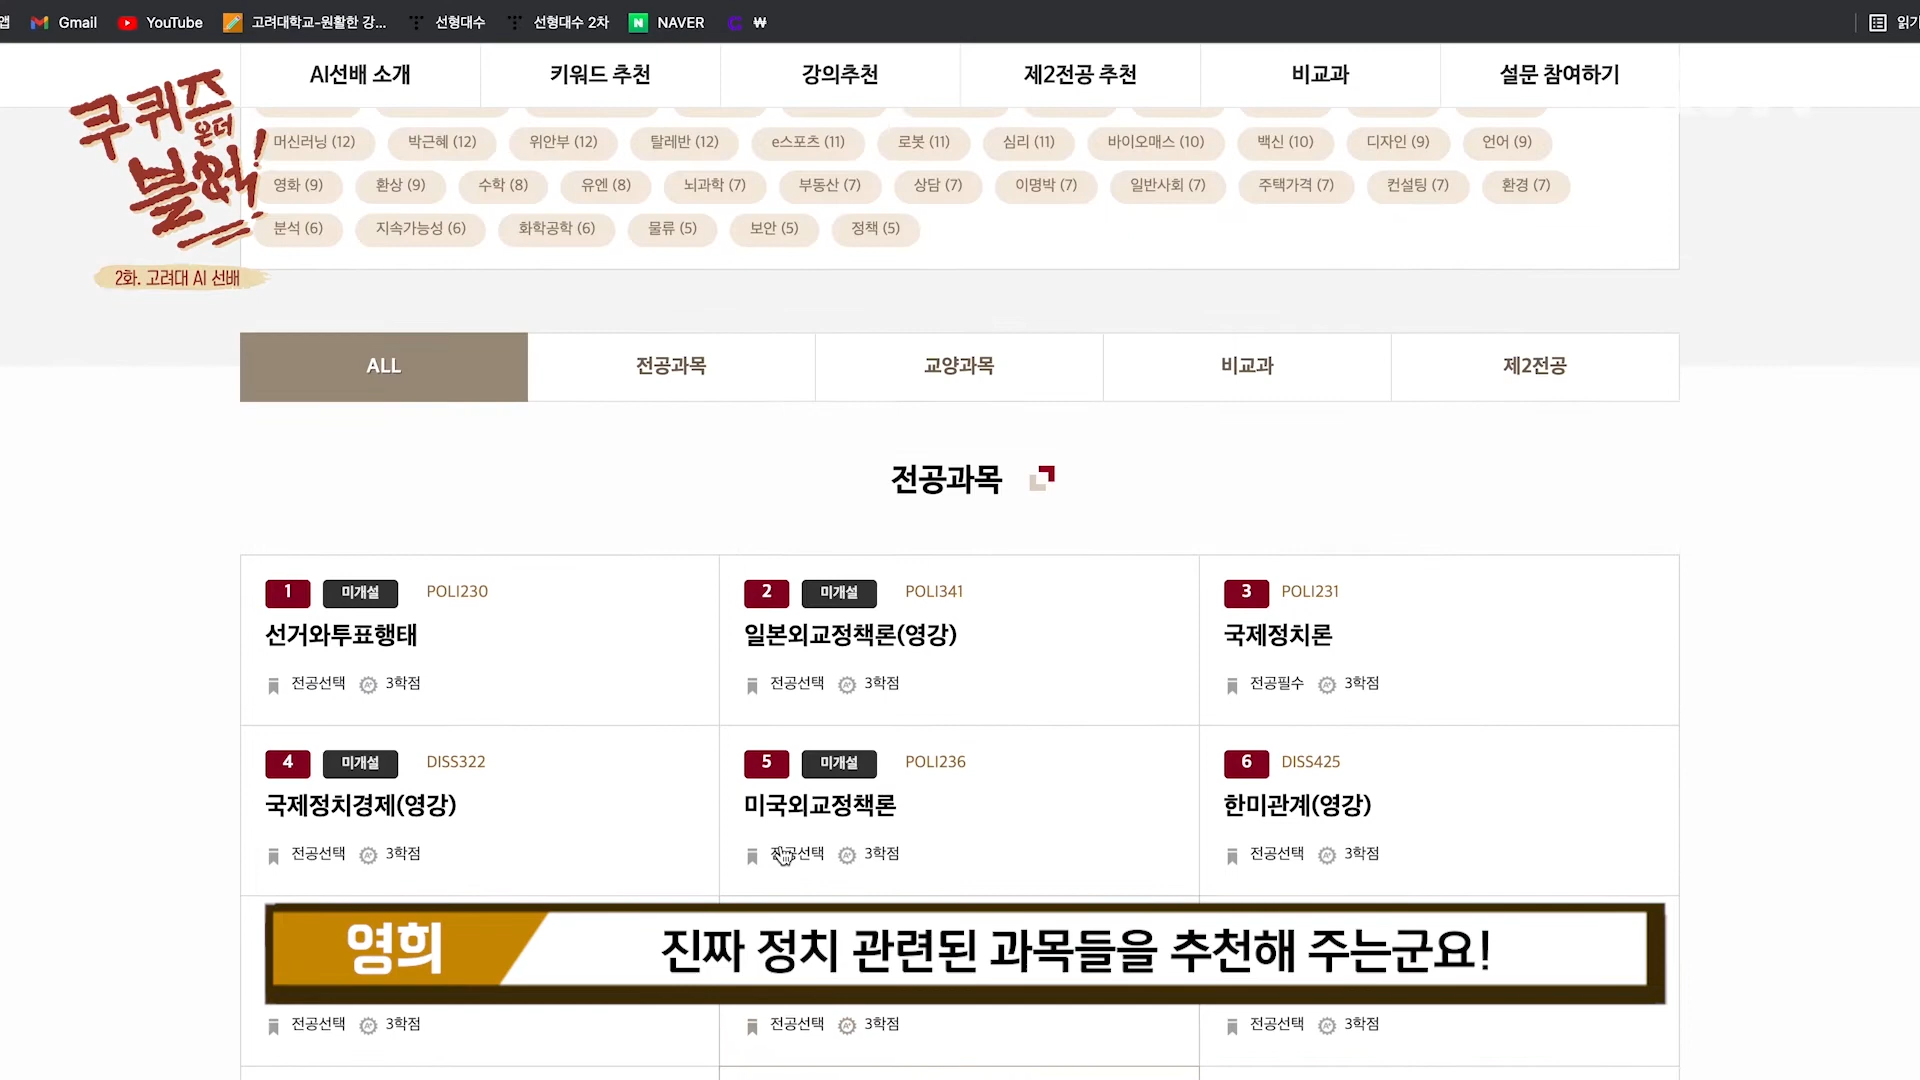 앱 Gmail YouTube 고려대학교-원활한 강... 선형대수 선형대수 2차 NAVER ₩ 읽기
AI선배 소개 키워드 추천 강의추천 제2전공 추천 비교과 설문 참여하기
쿠퀴즈
온더
블럭!
2화. 고려대 AI 선배
머신러닝 (12) 박근혜 (12) 위안부 (12) 탈레반 (12) e스포츠 (11) 로봇 (11) 심리 (11) 바이오매스 (10) 백신 (10) 디자인 (9) 언어 (9)
영화 (9) 환상 (9) 수학 (8) 유엔 (8) 뇌과학 (7) 부동산 (7) 상담 (7) 이명박 (7) 일반사회 (7) 주택가격 (7) 컨설팅 (7) 환경 (7)
분석 (6) 지속가능성 (6) 화학공학 (6) 물류 (5) 보안 (5) 정책 (5)
ALL 전공과목 교양과목 비교과 제2전공
전공과목
1 미개설 POLI230
선거와투표행태
전공선택 3학점
2 미개설 POLI341
일본외교정책론(영강)
전공선택 3학점
3 POLI231
국제정치론
전공필수 3학점
4 미개설 DISS322
국제정치경제(영강)
전공선택 3학점
5 미개설 POLI236
미국외교정책론
전공선택 3학점
6 DISS425
한미관계(영강)
전공선택 3학점
영희 진짜 정치 관련된 과목들을 추천해 주는군요!
전공선택 3학점
전공선택 3학점
전공선택 3학점